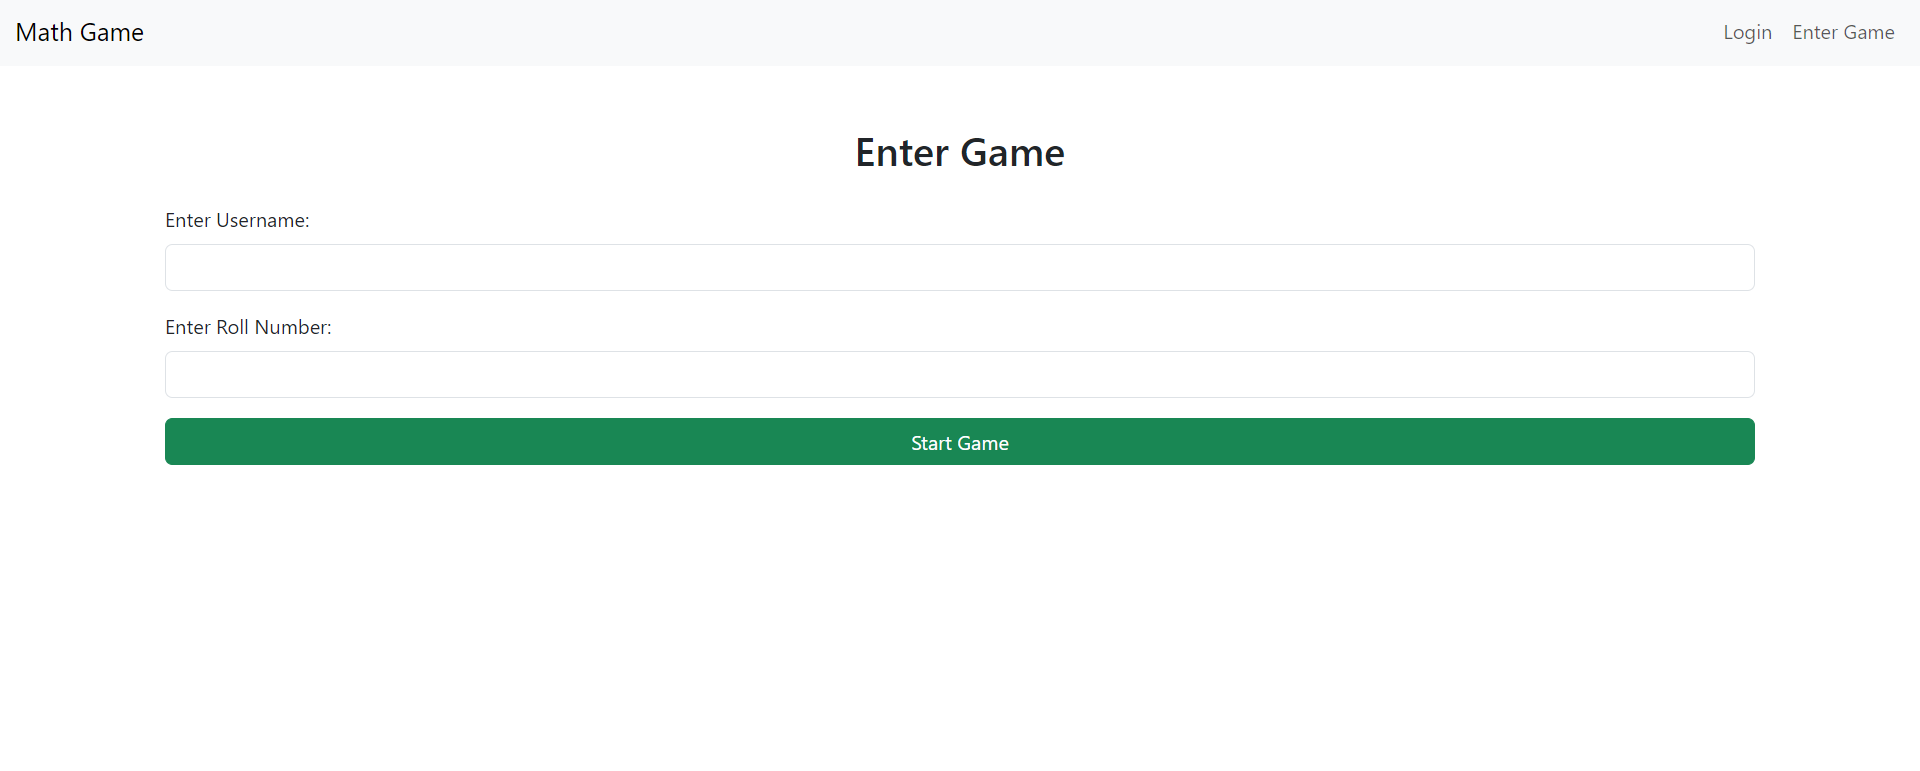 Math Game
Login Enter Game
Enter Game
Enter Username:
Enter Roll Number:
Start Game